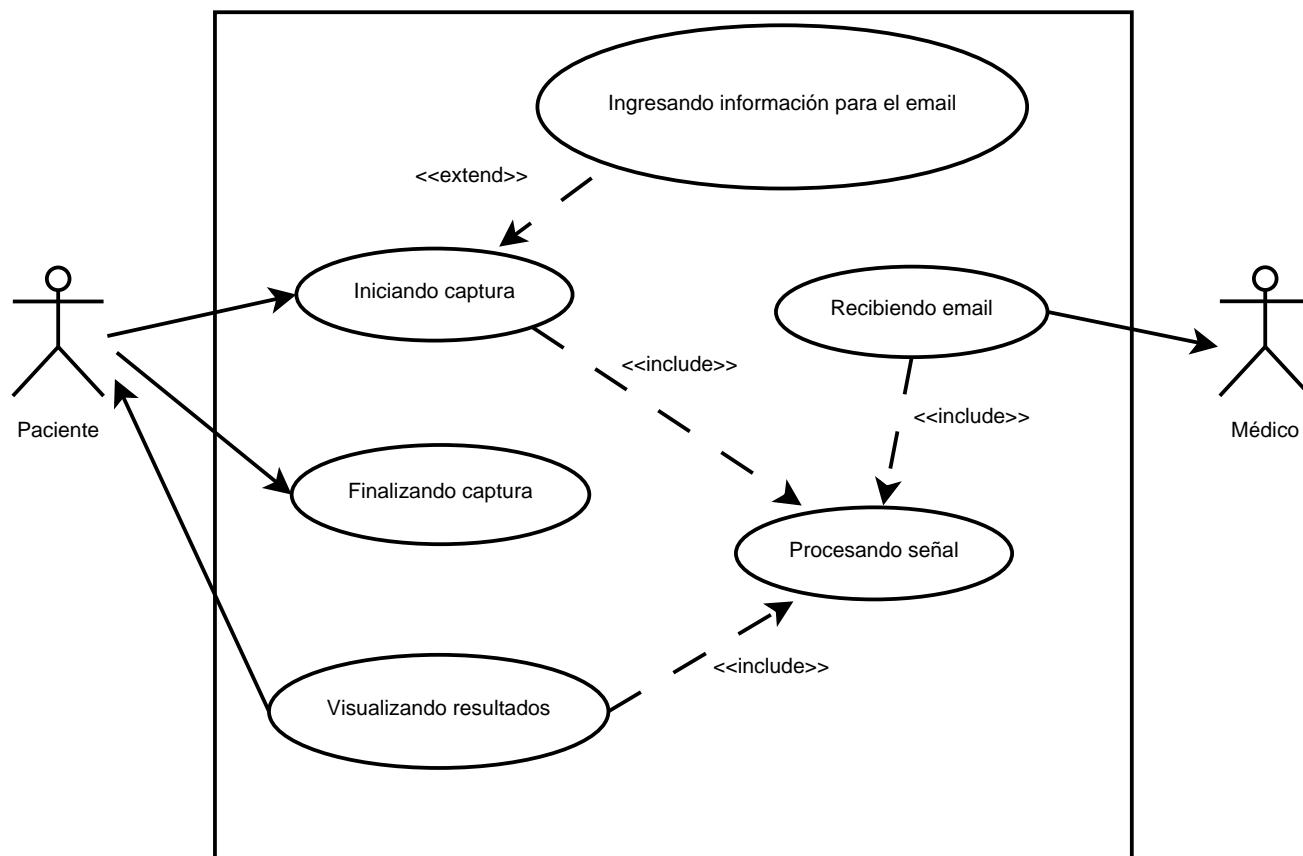 Ingresando información para el email
<<extend>>
Iniciando captura
Recibiendo email
<<include>>
<<include>>
Paciente
Médico
Finalizando captura
Procesando señal
<<include>>
Visualizando resultados